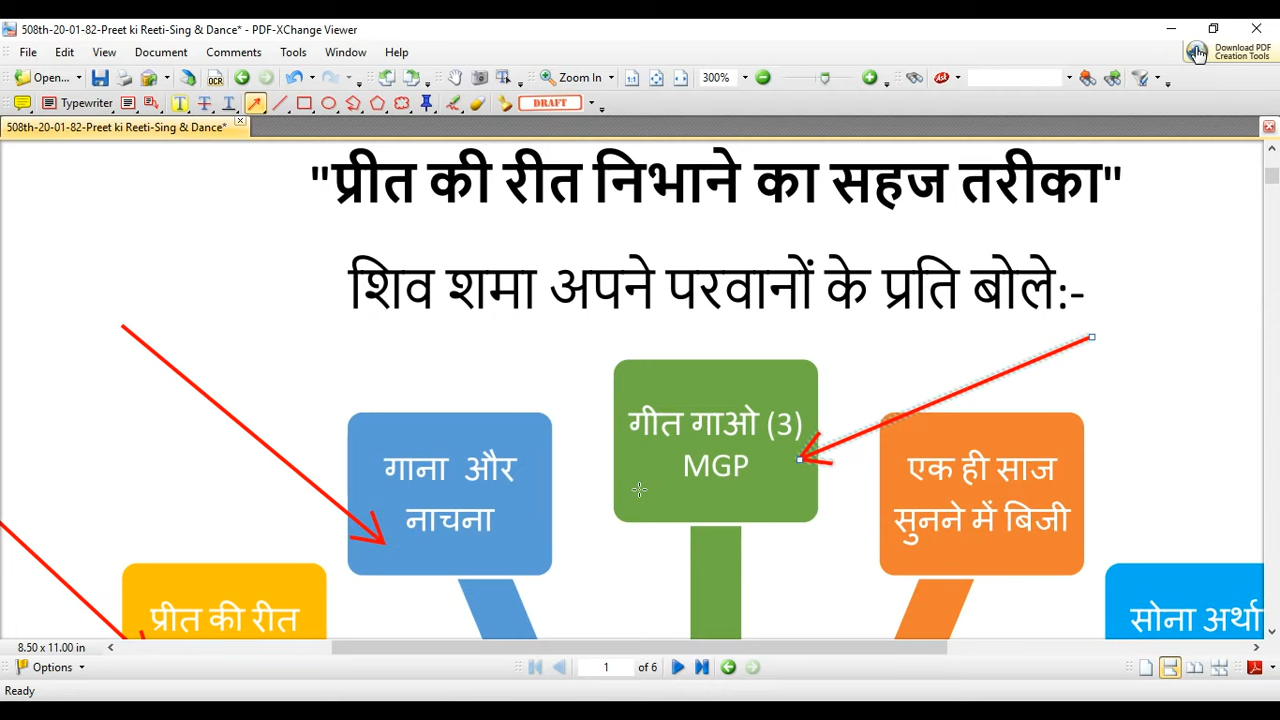 508th-20-01-82-Preet ki Reeti-Sing & Dance* - PDF-XChange Viewer
File Edit View Document Comments Tools Window Help
Download PDF
Creation Tools
Open... OCR Zoom In 300%
Typewriter DRAFT
508th-20-01-82-Preet ki Reeti-Sing & Dance*
"प्रीत की रीत निभाने का सहज तरीका"
शिव शमा अपने परवानों के प्रति बोले:-
गीत गाओ (3)
MGP
गाना और
नाचना
एक ही साज
सुनने में बिजी
प्रीत की रीत
सोना अर्था
8.50 x 11.00 in
Options 1 of 6
Ready